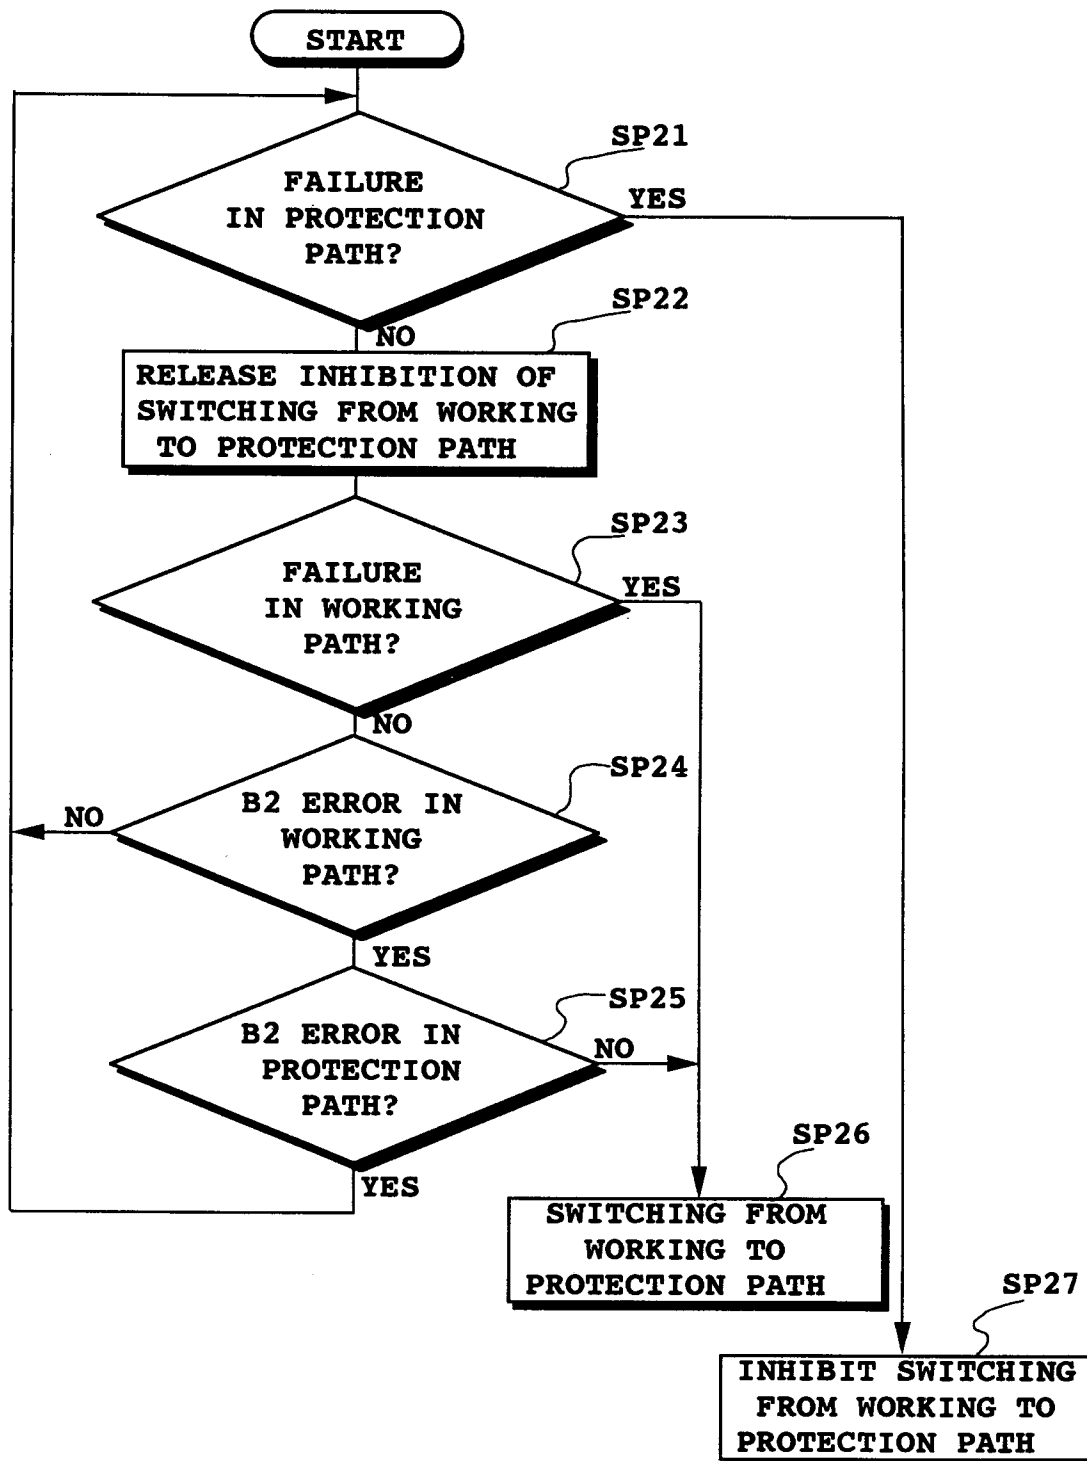 START
SP21
FAILURE
IN PROTECTION
PATH?
YES
SP22
NO
RELEASE INHIBITION OF
SWITCHING FROM WORKING
TO PROTECTION PATH
SP23
FAILURE
IN WORKING
PATH?
YES
NO
SP24
B2 ERROR IN
WORKING
PATH?
NO
YES
SP25
B2 ERROR IN
PROTECTION
PATH?
NO
YES
SP26
SWITCHING FROM
WORKING TO
PROTECTION PATH
SP27
INHIBIT SWITCHING
FROM WORKING TO
PROTECTION PATH